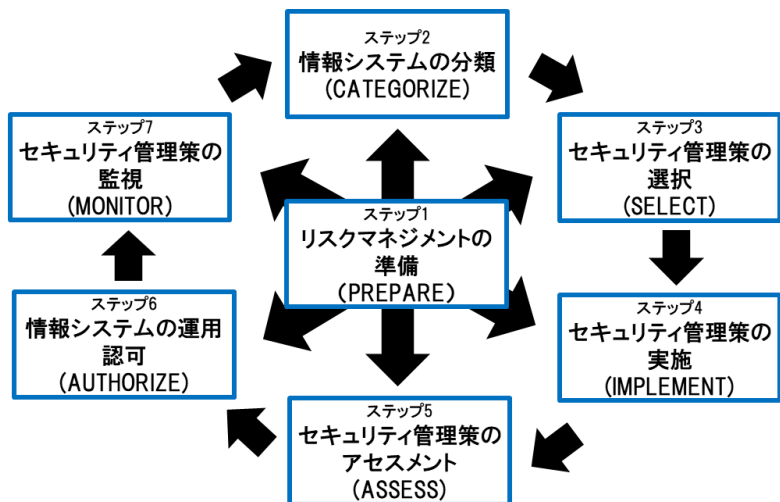 ステップ2
情報システムの分類
(CATEGORIZE)
ステップ7
セキュリティ管理策の
監視
(MONITOR)
ステップ3
セキュリティ管理策の
選択
(SELECT)
ステップ1
リスクマネジメントの
準備
(PREPARE)
ステップ6
情報システムの運用
認可
(AUTHORIZE)
ステップ4
セキュリティ管理策の
実施
(IMPLEMENT)
ステップ5
セキュリティ管理策の
アセスメント
(ASSESS)